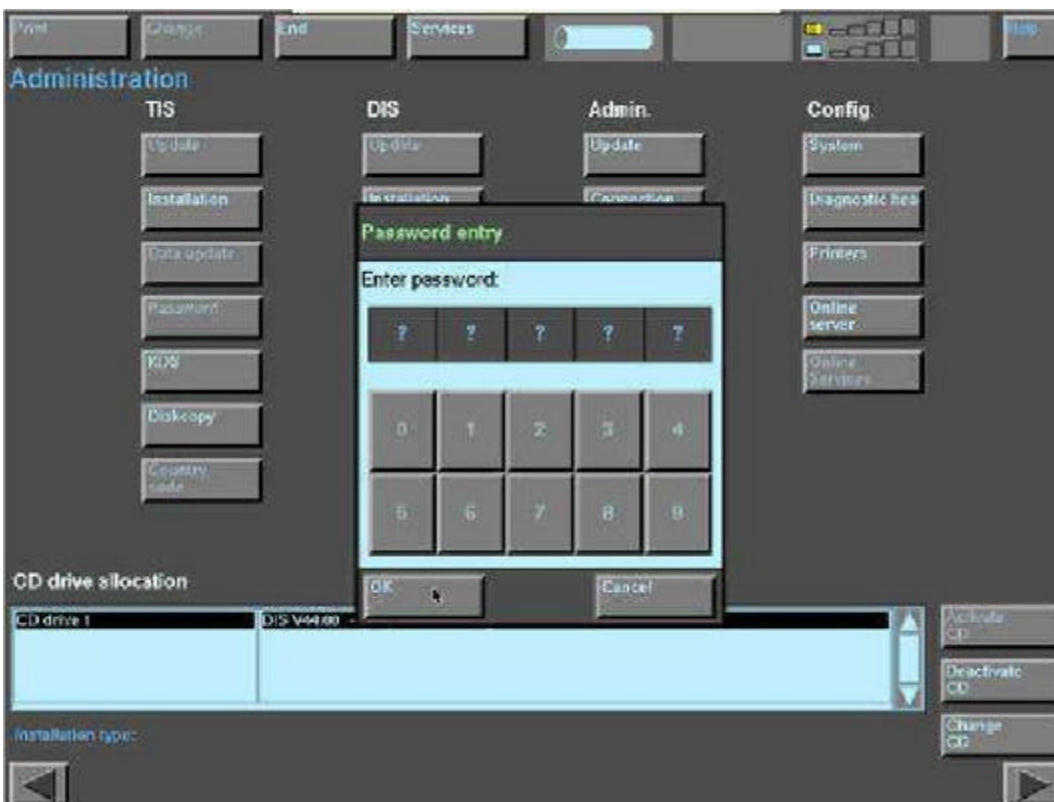 Print
Change
End
Services
Help
Administration
TIS
DIS
Admin.
Config.
Update
Update
Update
System
Installation
Installation
Connection
Diagnostic hea
Data update
Printers
Password
Online
server
KDS
Online
Services
Diskcopy
Country
code
Password entry
Enter password:
? ? ? ? ?
0 1 2 3 4
5 6 7 8 9
OK
Cancel
CD drive allocation
CD drive 1
DIS V44.00 -
Activate
CD
Deactivate
CD
Change
CD
Installation type: